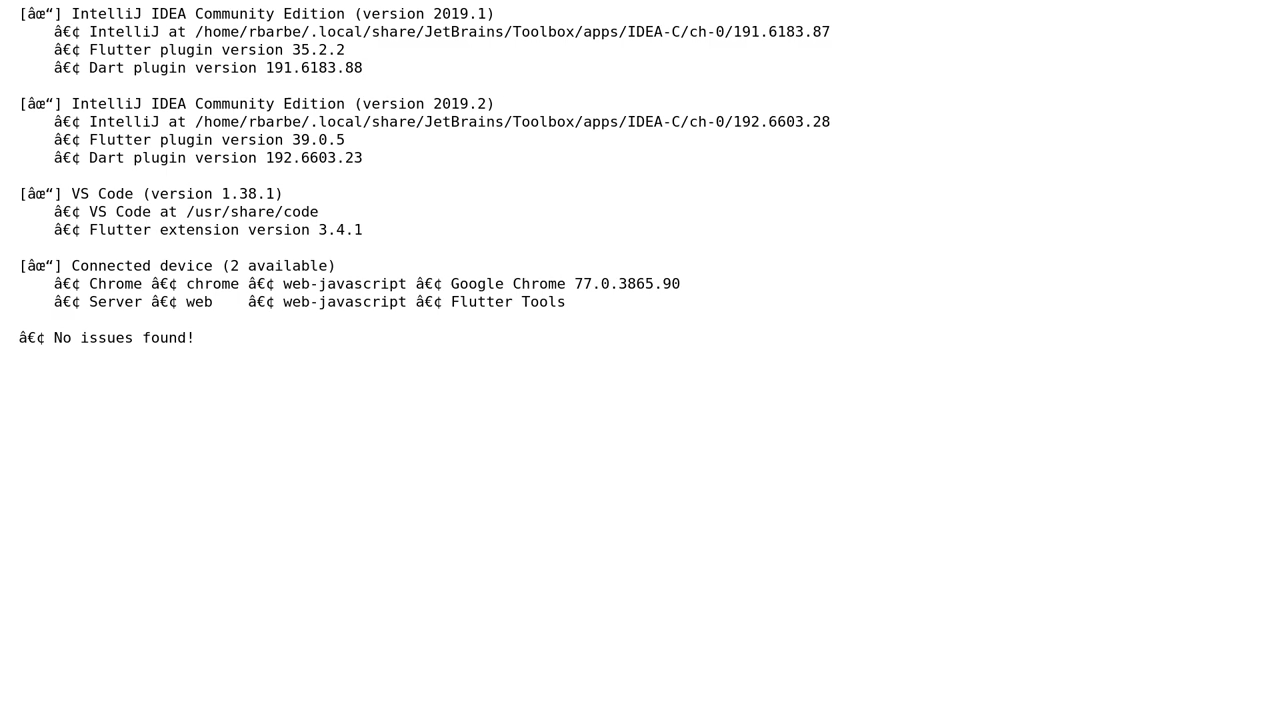 [âœ“] IntelliJ IDEA Community Edition (version 2019.1)
    â€¢ IntelliJ at /home/rbarbe/.local/share/JetBrains/Toolbox/apps/IDEA-C/ch-0/191.6183.87
    â€¢ Flutter plugin version 35.2.2
    â€¢ Dart plugin version 191.6183.88

[âœ“] IntelliJ IDEA Community Edition (version 2019.2)
    â€¢ IntelliJ at /home/rbarbe/.local/share/JetBrains/Toolbox/apps/IDEA-C/ch-0/192.6603.28
    â€¢ Flutter plugin version 39.0.5
    â€¢ Dart plugin version 192.6603.23

[âœ“] VS Code (version 1.38.1)
    â€¢ VS Code at /usr/share/code
    â€¢ Flutter extension version 3.4.1

[âœ“] Connected device (2 available)
    â€¢ Chrome â€¢ chrome â€¢ web-javascript â€¢ Google Chrome 77.0.3865.90
    â€¢ Server â€¢ web    â€¢ web-javascript â€¢ Flutter Tools

â€¢ No issues found!